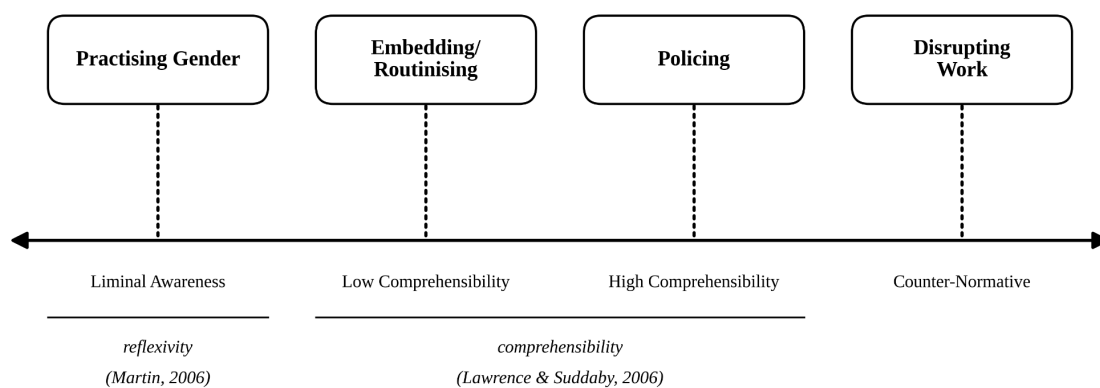 Practising Gender
Embedding/
Routinising
Policing
Disrupting
Work
Liminal Awareness
Low Comprehensibility
High Comprehensibility
Counter-Normative
reflexivity
(Martin, 2006)
comprehensibility
(Lawrence & Suddaby, 2006)